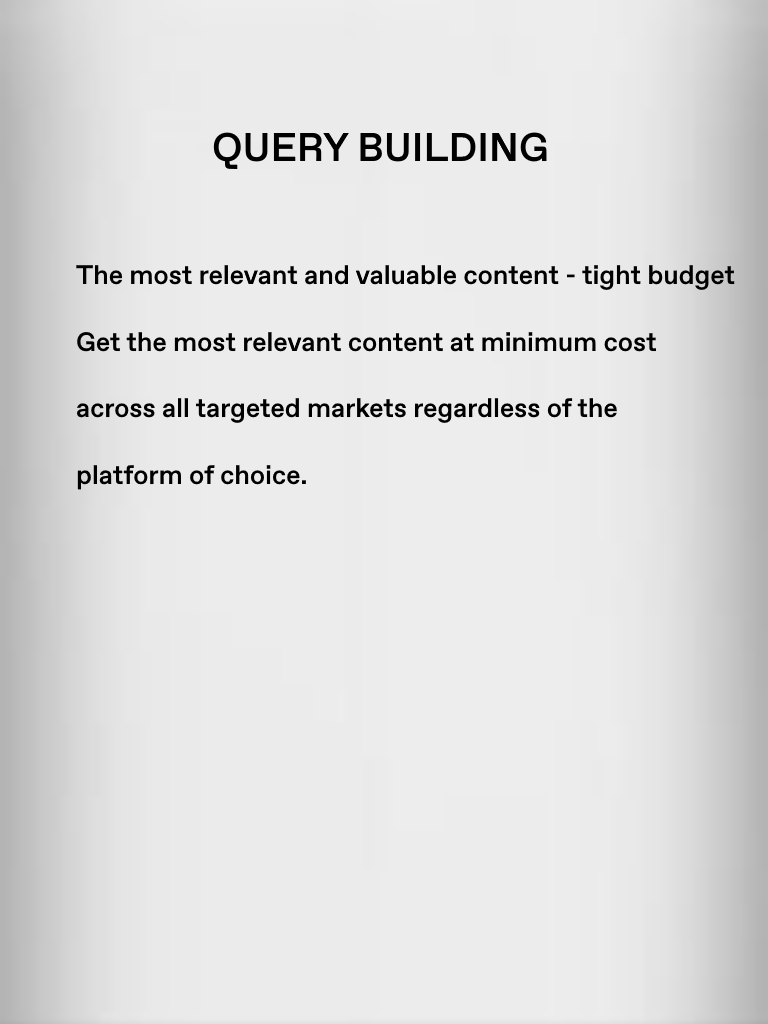 QUERY BUILDING
The most relevant and valuable content - tight budget
Get the most relevant content at minimum cost
across all targeted markets regardless of the
platform of choice.